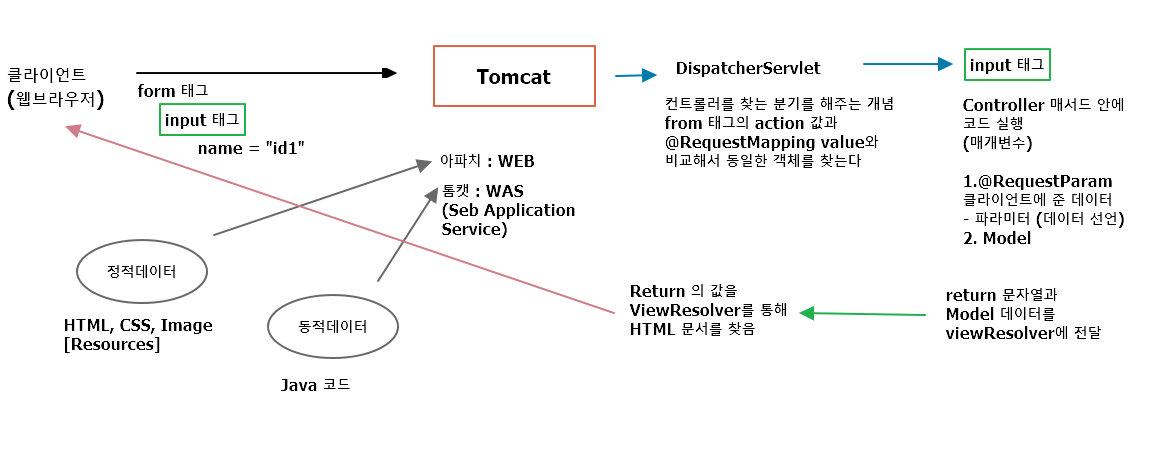 클라이언트
(웹브라우저)
form 태그
input 태그
name = "id1"
Tomcat
아파치 : WEB
톰캣 : WAS
(Seb Application
Service)
DispatcherServlet
컨트롤러를 찾는 분기를 해주는 개념
from 태그의 action 값과
@RequestMapping value와
비교해서 동일한 객체를 찾는다
input 태그
Controller 매서드 안에
코드 실행
(매개변수)
1.@RequestParam
클라이언트에 준 데이터
- 파라미터 (데이터 선언)
2. Model
정적데이터
HTML, CSS, Image
[Resources]
동적데이터
Java 코드
Return 의 값을
ViewResolver를 통해
HTML 문서를 찾음
return 문자열과
Model 데이터를
viewResolver에 전달